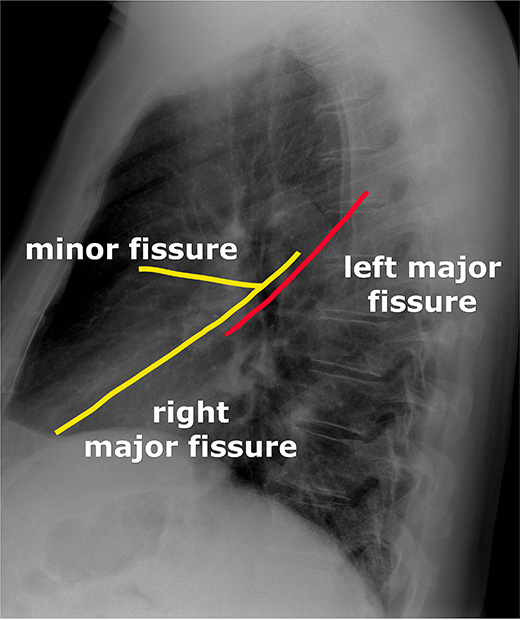 minor fissure
left major
fissure
right
major fissure